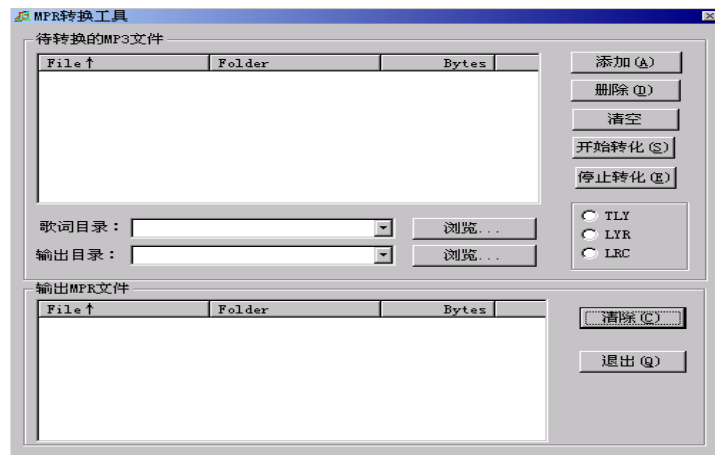 MPR转换工具
待转换的MP3文件
File↑ Folder Bytes
添加(A)
删除(D)
清空
开始转化(S)
停止转化(E)
歌词目录： 浏览...
输出目录： 浏览...
TLY
LYR
LRC
输出MPR文件
File↑ Folder Bytes
清除(C)
退出(Q)